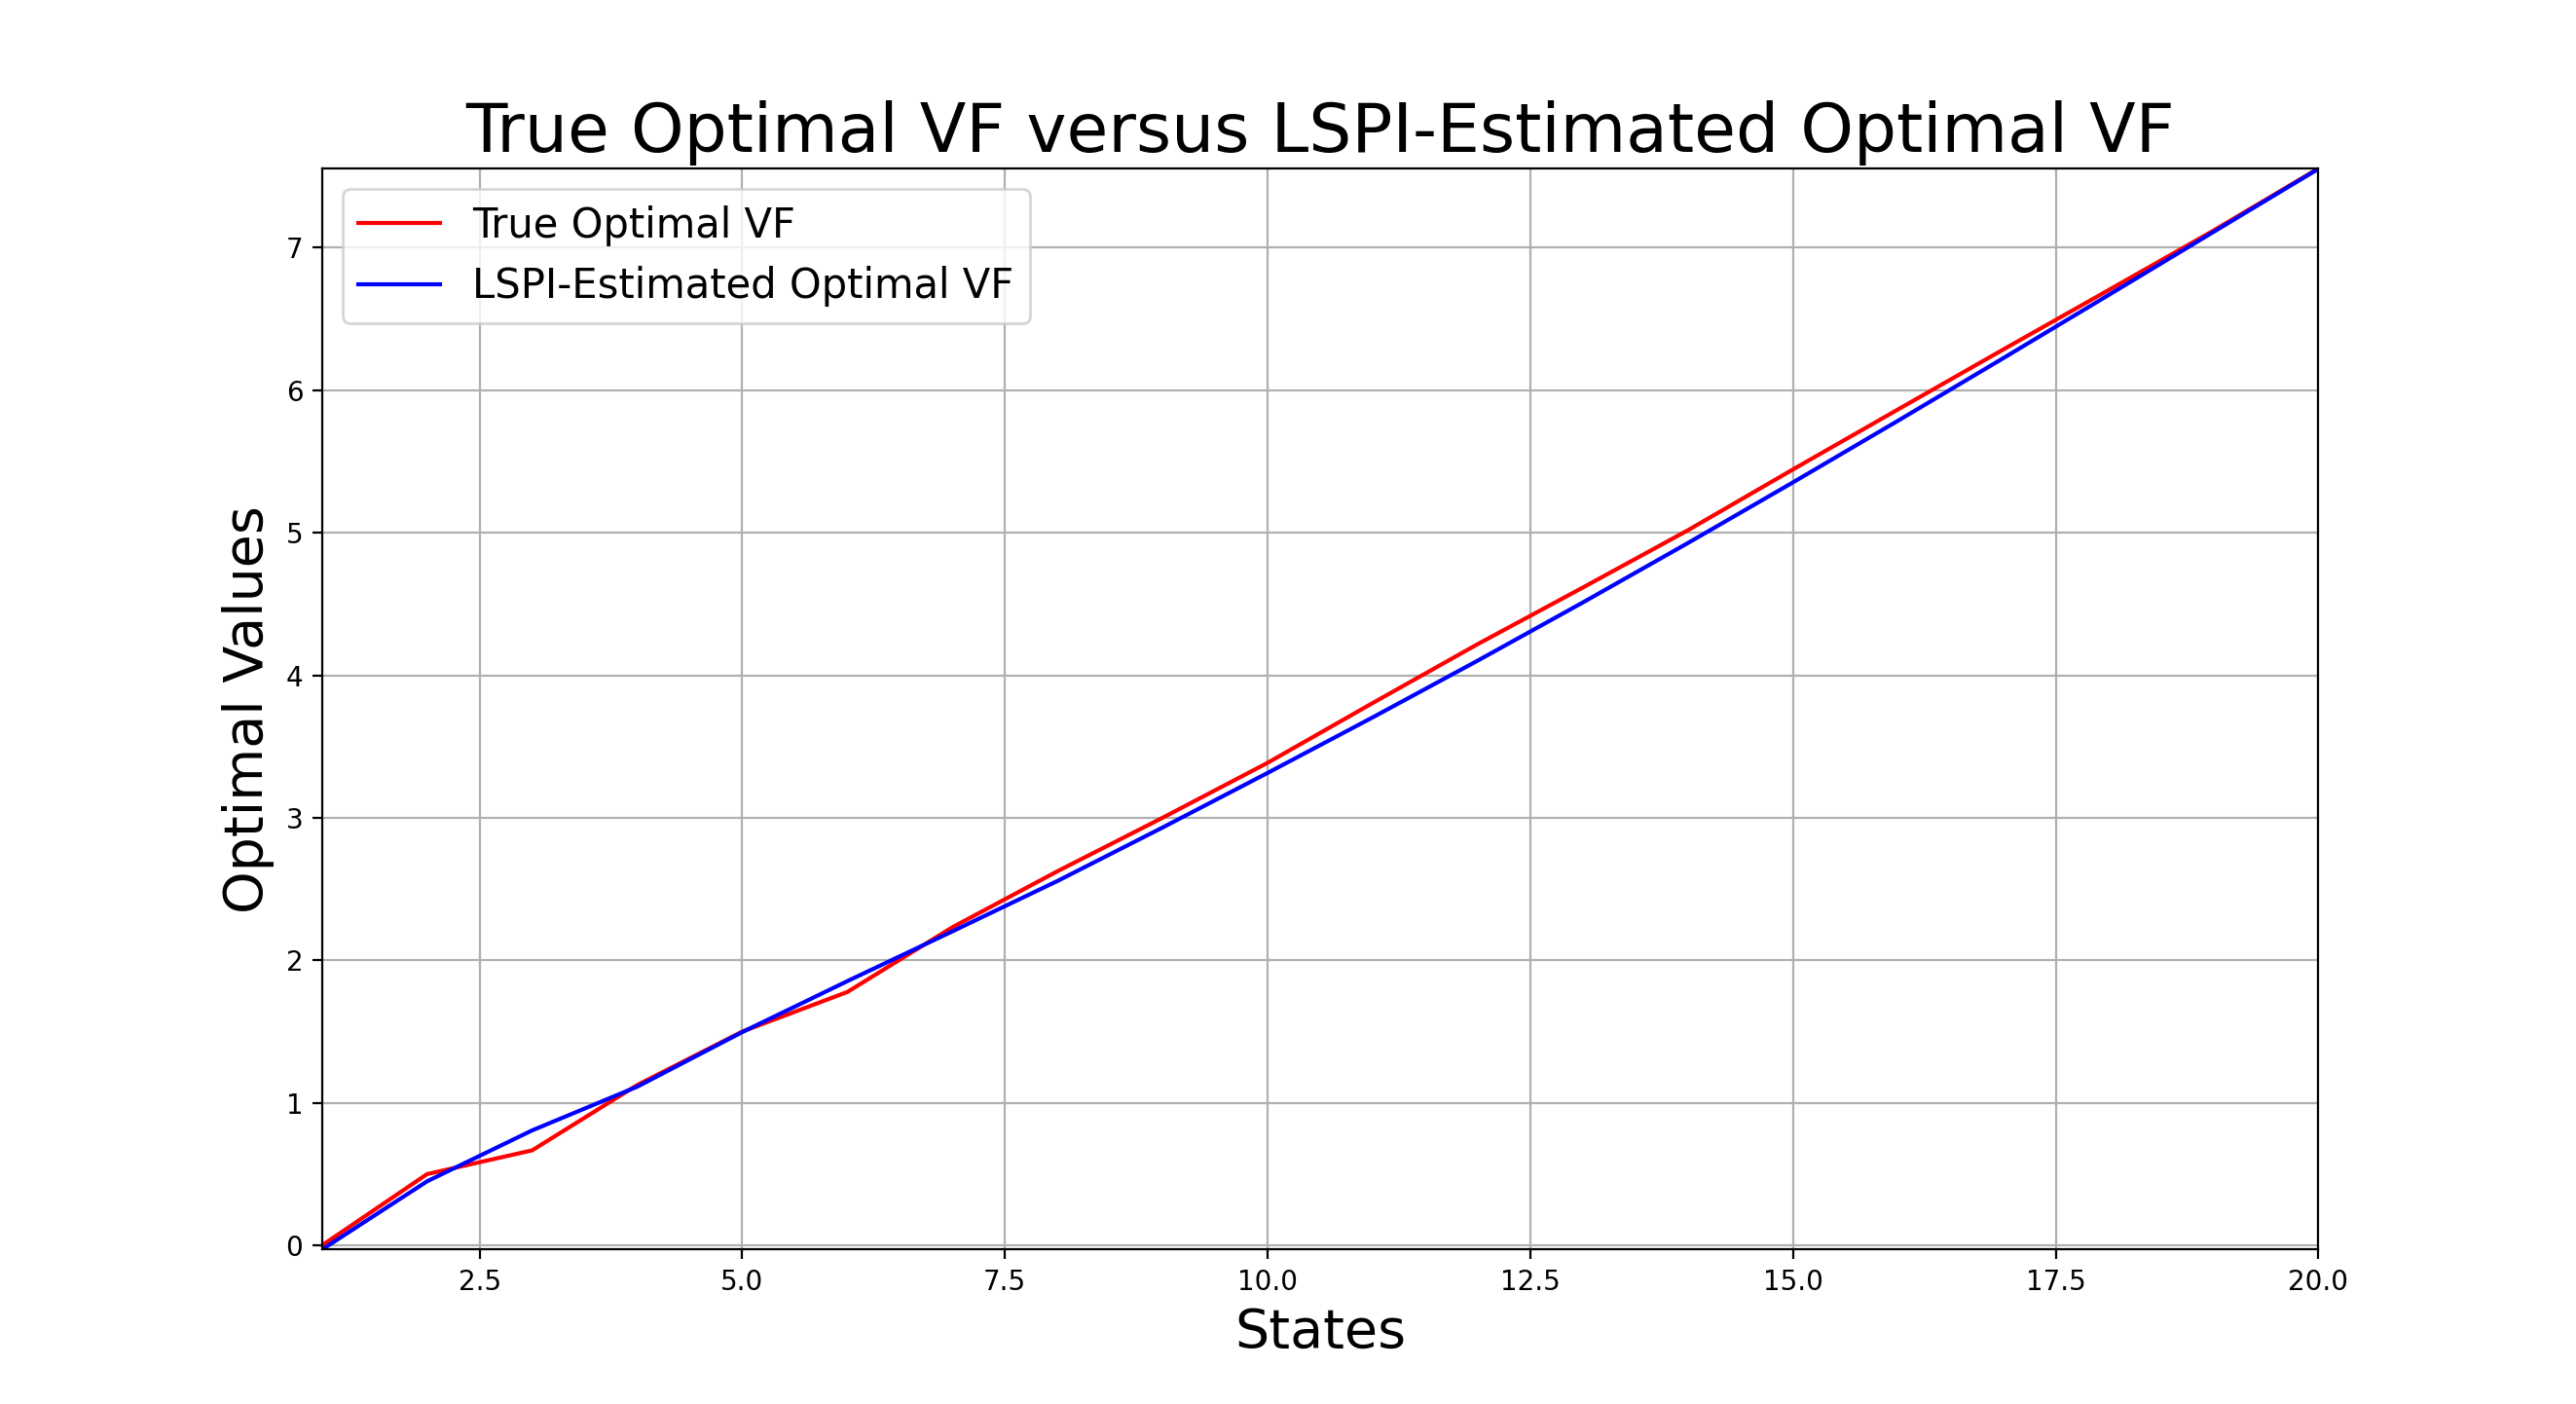 True Optimal VF versus LSPI-Estimated Optimal VF
True Optimal VF
LSPI-Estimated Optimal VF
Optimal Values
7
6
5
4
3
2
1
0
2.5 5.0 7.5 10.0 12.5 15.0 17.5 20.0
States